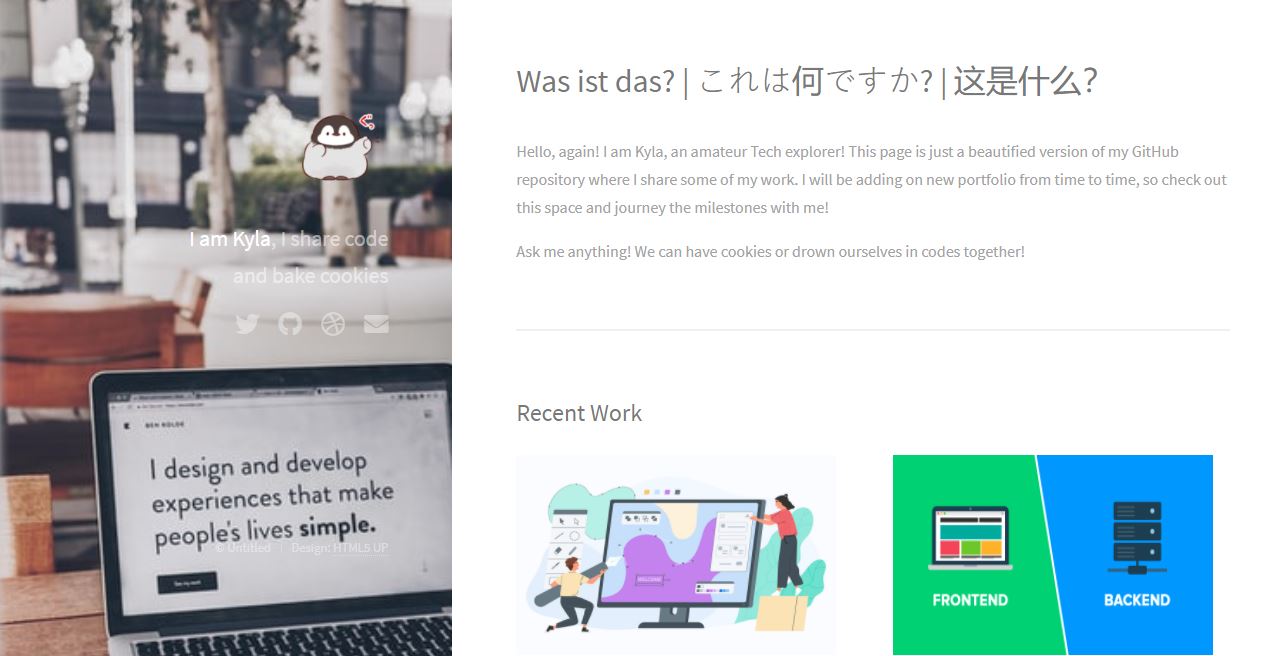 I am Kyla, I share code
and bake cookies
BEN KOLDE
I design and develop
experiences that make
people's lives simple.
See my work
© Untitled | Design: HTML5 UP
Was ist das? | これは何ですか? | 这是什么?
Hello, again! I am Kyla, an amateur Tech explorer! This page is just a beautified version of my GitHub
repository where I share some of my work. I will be adding on new portfolio from time to time, so check out
this space and journey the milestones with me!
Ask me anything! We can have cookies or drown ourselves in codes together!
Recent Work
WELCOME
FRONTEND
BACKEND